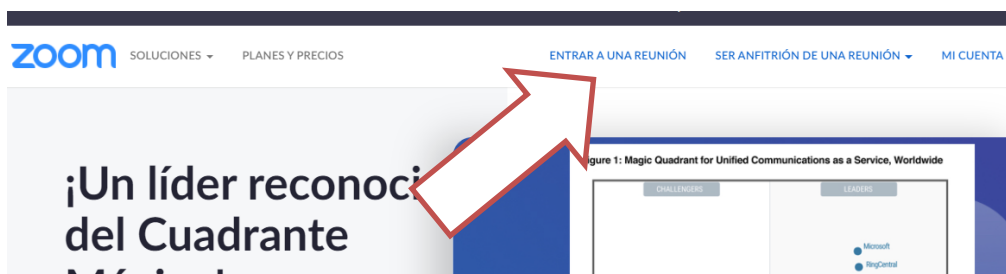 zoom SOLUCIONES PLANES Y PRECIOS ENTRAR A UNA REUNIÓN SER ANFITRIÓN DE UNA REUNIÓN MI CUENTA
¡Un líder reconoci
del Cuadrante
gure 1: Magic Quadrant for Unified Communications as a Service, Worldwide
CHALLENGERS LEADERS
Microsoft
RingCentral